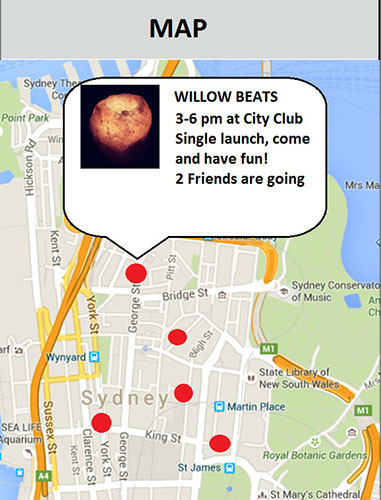 MAP
WILLOW BEATS
3-6 pm at City Club
Single launch, come
and have fun!
2 Friends are going
Sydney Thea
Point Park
Hickson Rd
Mrs Ma
Kent St
York St
George St
Pitt St
Bridge St
Sydney Conservato
of Music
Bligh St
Wynyard
M1
M1
State Library of
New South Wales
Sydney
Martin Place
Sussex St
SEA LIFE
Aquarium
Clarence St
York St
George St
Kent St
King St
St James
Royal Botanic Gardens
A4
St Mary's Cathedral